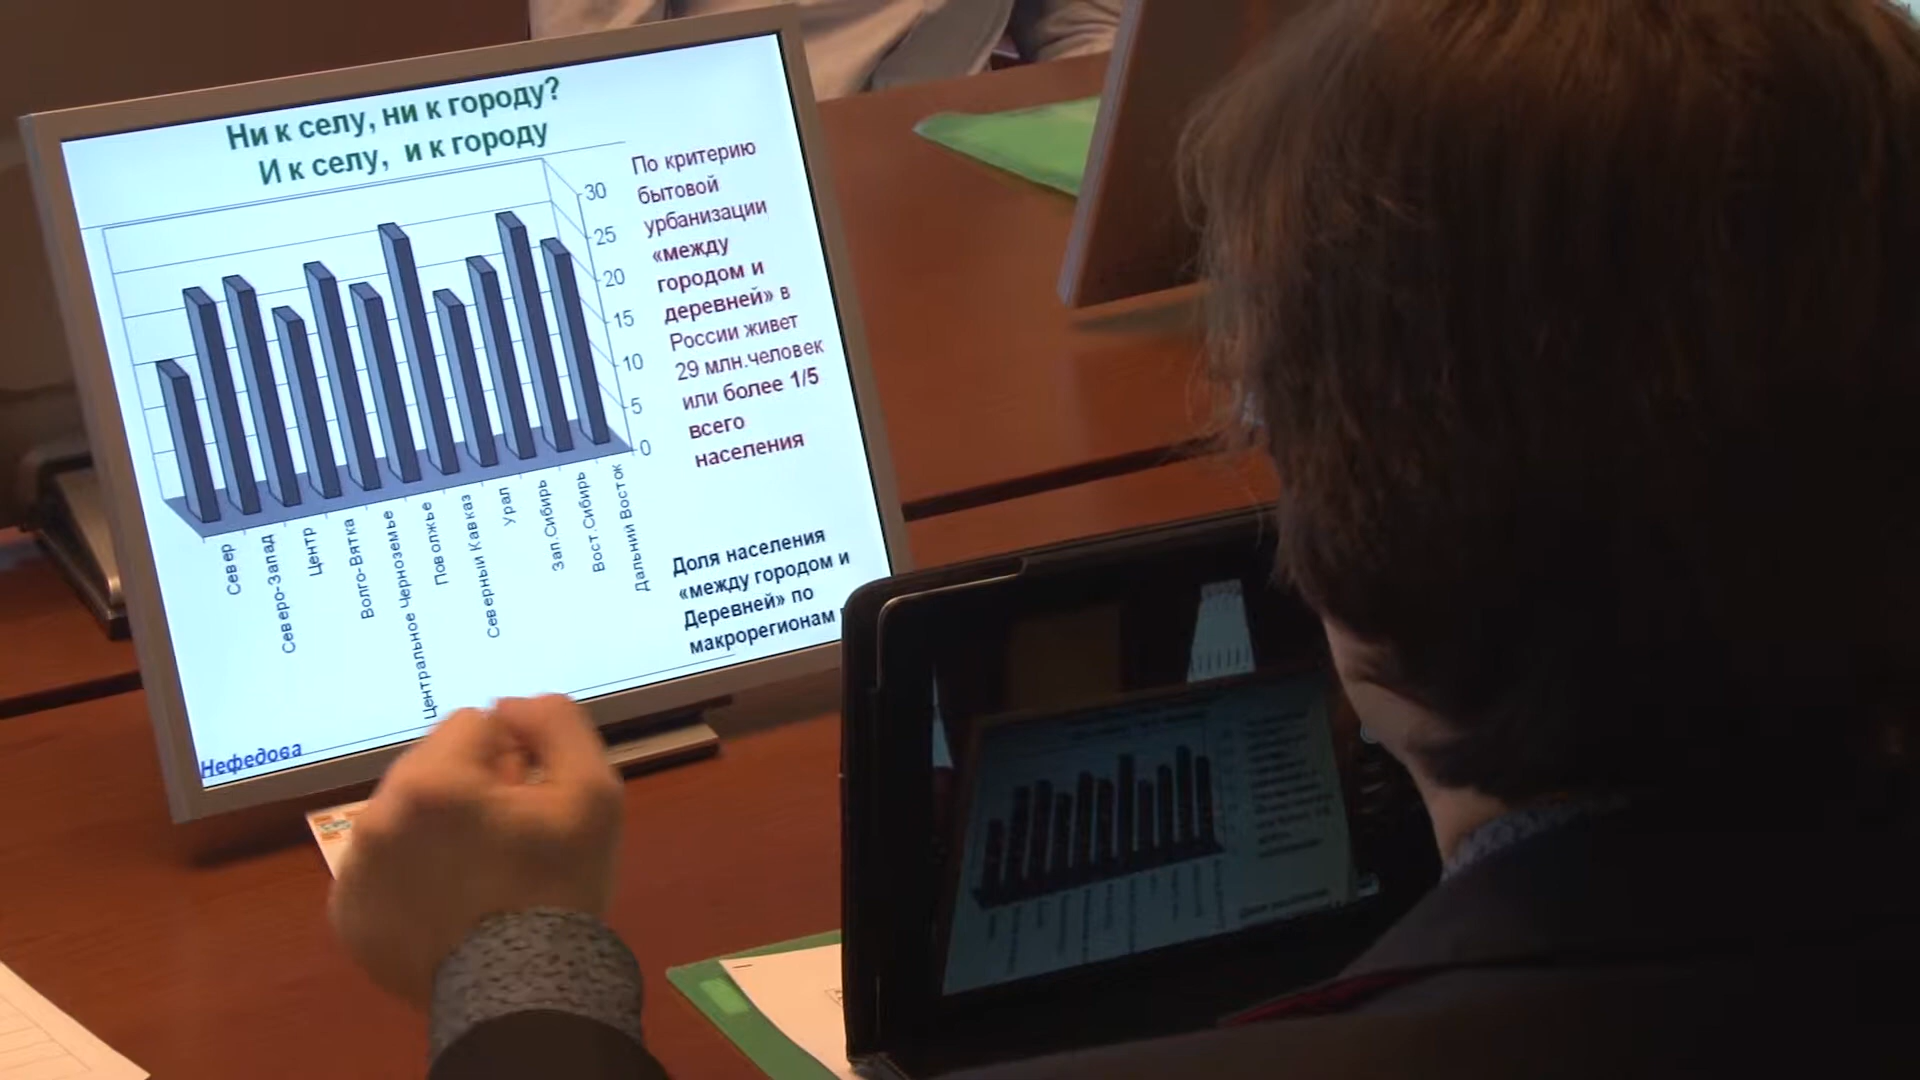 Ни к селу, ни к городу?
И к селу, и к городу
30
25
20
15
10
5
0
Север
Северо-Запад
Центр
Волго-Вятка
Центральное Черноземье
Поволжье
Северный Кавказ
Урал
Зап.Сибирь
Вост.Сибирь
Дальний Восток
По критерию
бытовой
урбанизации
«между
городом и
деревней» в
России живет
29 млн.человек
или более 1/5
всего
населения
Доля населения
«между городом и
Деревней» по
макрорегионам
Нефедова